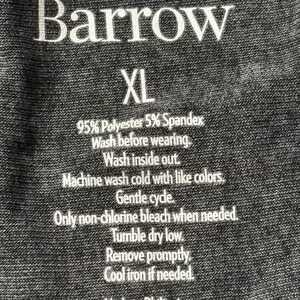 Barrow
XL
95% Polyester 5% Spandex
Wash before wearing.
Wash inside out.
Machine wash cold with like colors.
Gentle cycle.
Only non-chlorine bleach when needed.
Tumble dry low.
Remove promptly.
Cool iron if needed.